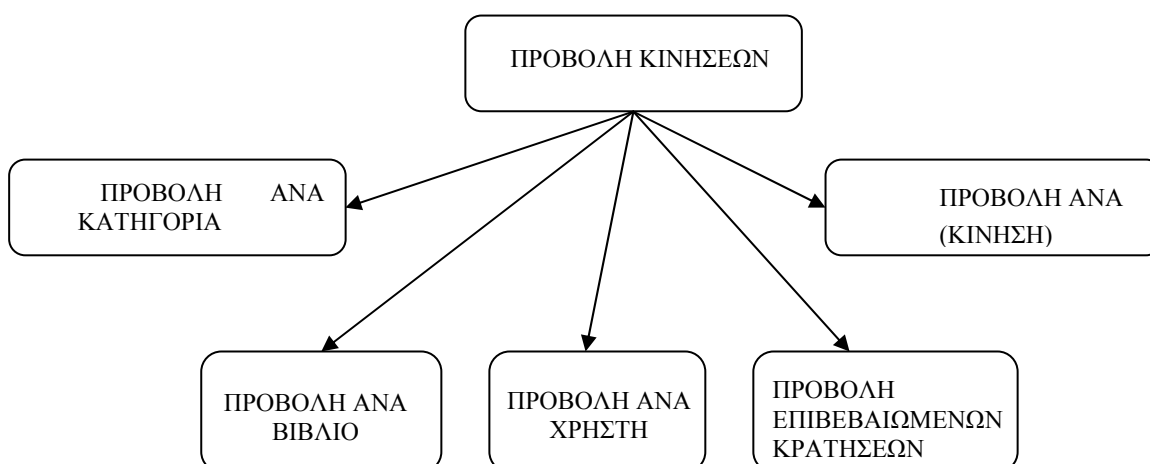 ΠΡΟΒΟΛΗ ΚΙΝΗΣΕΩΝ
ΠΡΟΒΟΛΗ ΑΝΑ
ΚΑΤΗΓΟΡΙΑ
ΠΡΟΒΟΛΗ ΑΝΑ
(ΚΙΝΗΣΗ)
ΠΡΟΒΟΛΗ ΑΝΑ
ΒΙΒΛΙΟ
ΠΡΟΒΟΛΗ ΑΝΑ
ΧΡΗΣΤΗ
ΠΡΟΒΟΛΗ
ΕΠΙΒΕΒΑΙΩΜΕΝΩΝ
ΚΡΑΤΗΣΕΩΝ